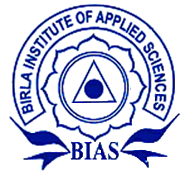 BIRLA INSTITUTE OF APPLIED SCIENCES
BIAS